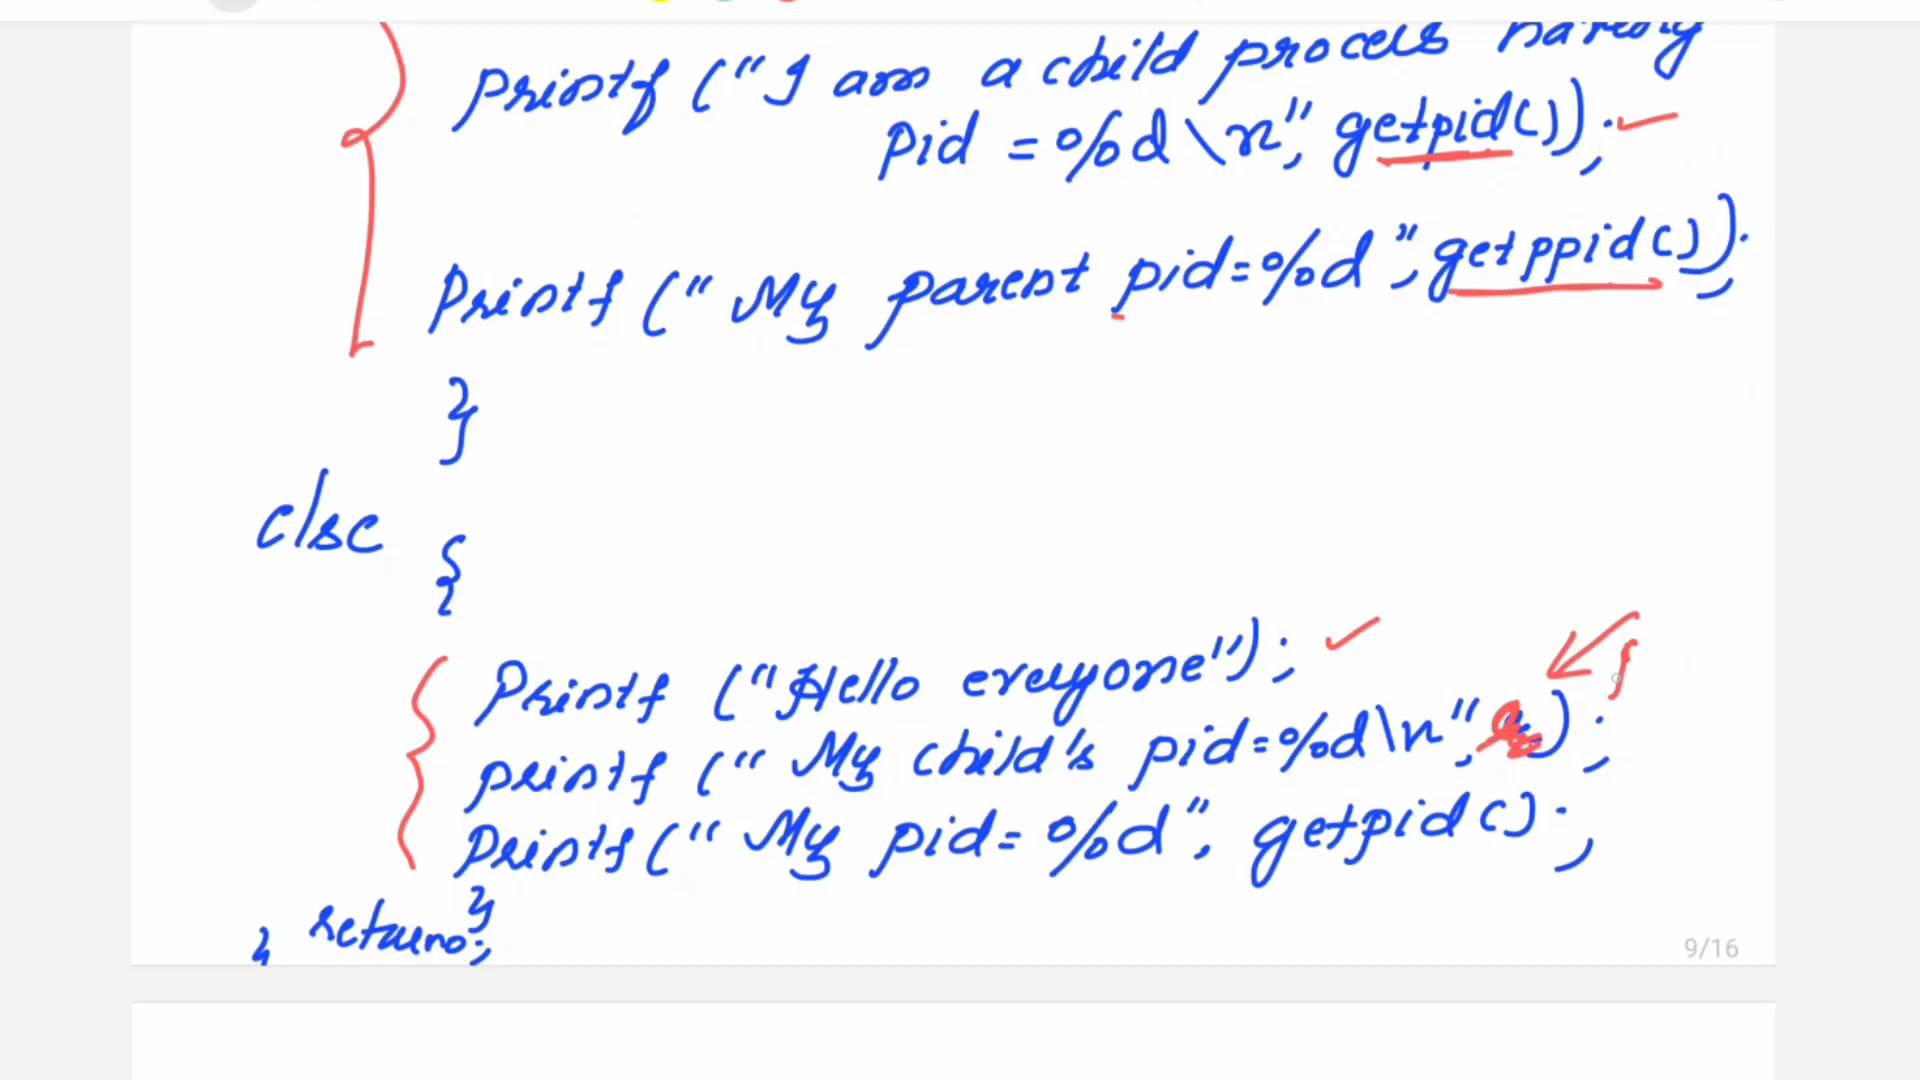 printf ("I am a child process having
pid = %d \n", getpid());
printf (" My parent pid=%d", getppid());
}
else
{
printf ("Hello everyone");
printf (" My child's pid=%d\n", );
printf (" My pid= %d", getpid();
}
return;
}
9/16